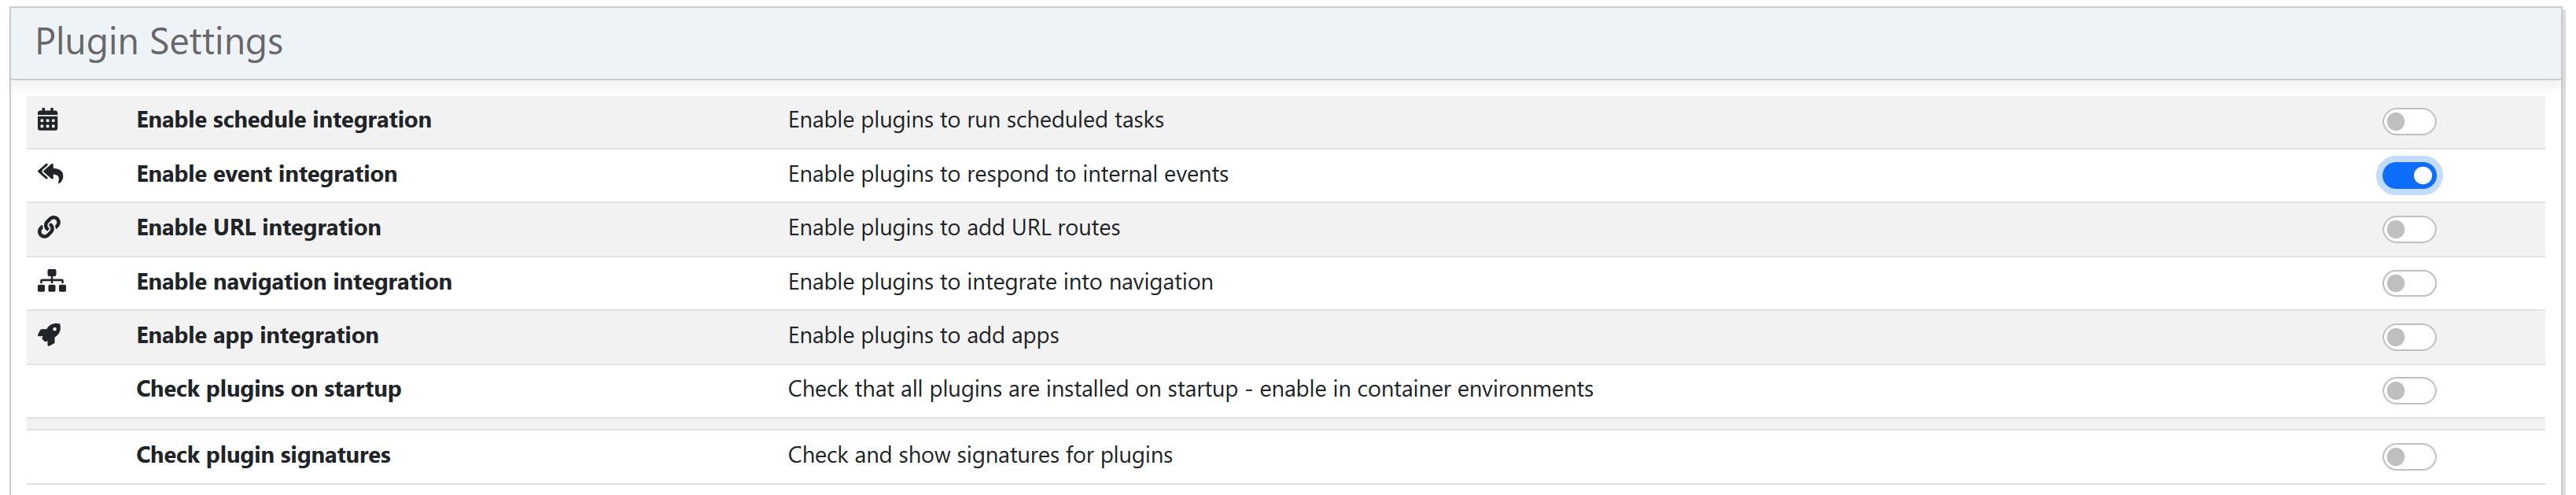 Plugin Settings
Enable schedule integration Enable plugins to run scheduled tasks
Enable event integration Enable plugins to respond to internal events
Enable URL integration Enable plugins to add URL routes
Enable navigation integration Enable plugins to integrate into navigation
Enable app integration Enable plugins to add apps
Check plugins on startup Check that all plugins are installed on startup - enable in container environments
Check plugin signatures Check and show signatures for plugins